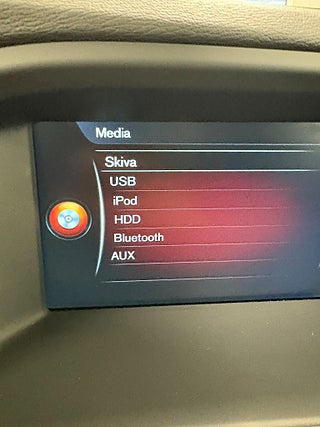 Media
Skiva
USB
iPod
HDD
Bluetooth
AUX